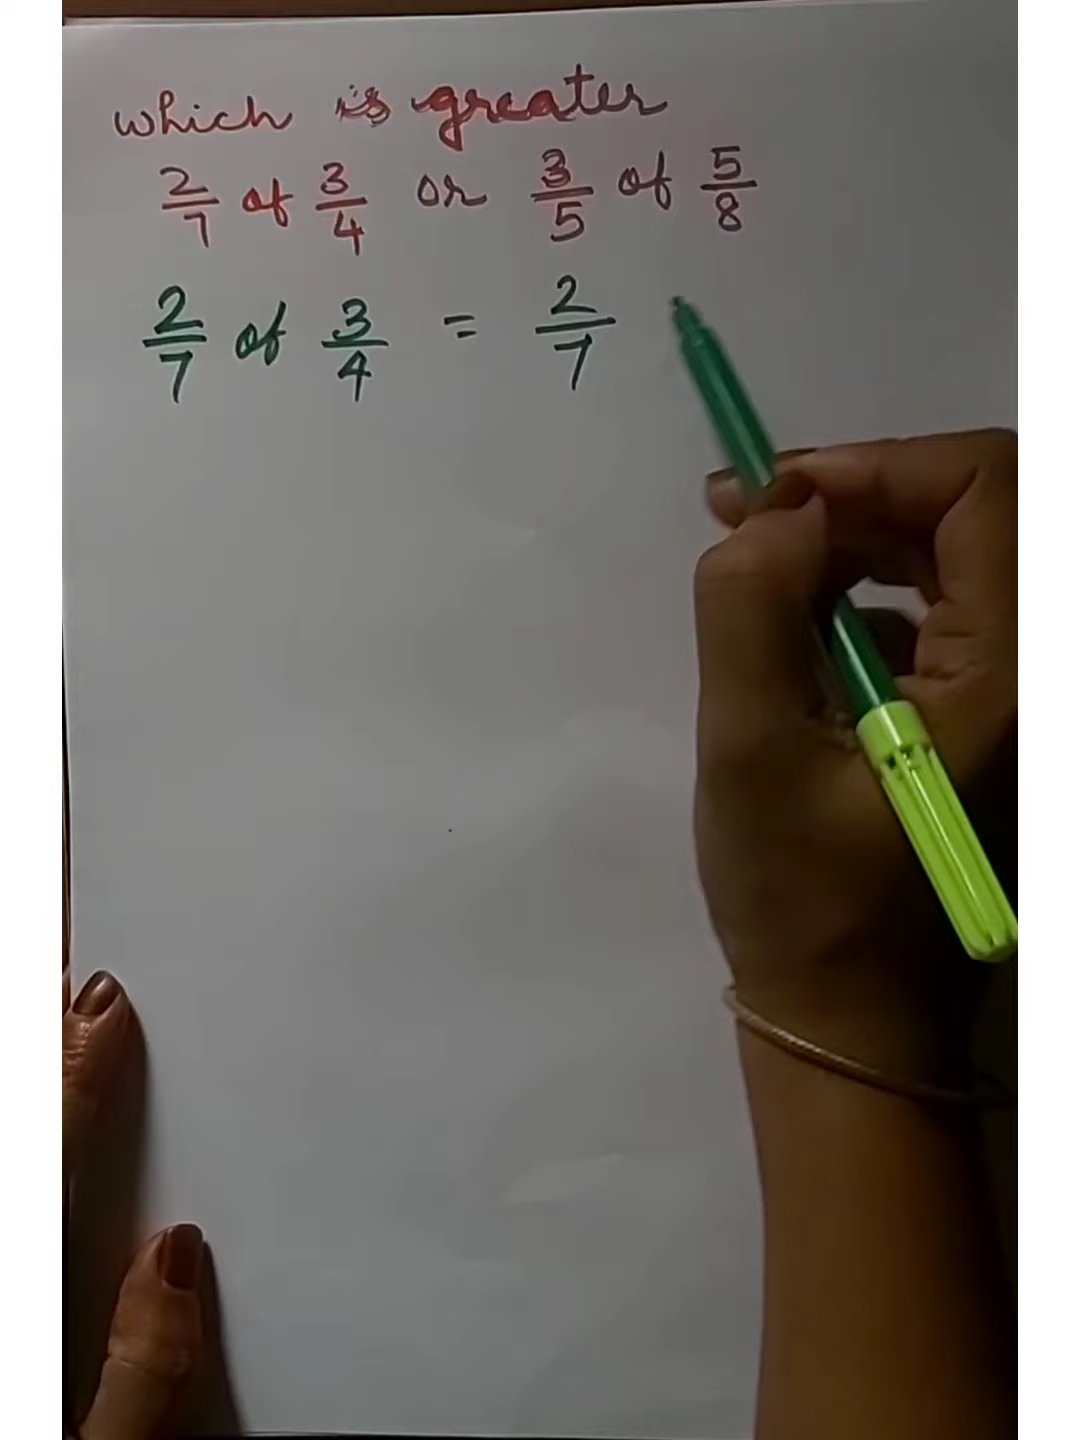 which is greater
2/7 of 3/4 or 3/5 of 5/8
2/7 of 3/4 = 2/7